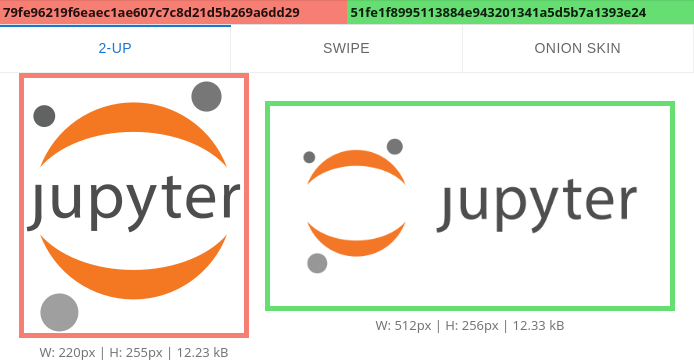 79fe96219f6eaec1ae607c7c8d21d5b269a6dd29 51fe1f8995113884e943201341a5d5b7a1393e24
2-UP SWIPE ONION SKIN
jupyter jupyter
W: 220px | H: 255px | 12.23 kB
W: 512px | H: 256px | 12.33 kB